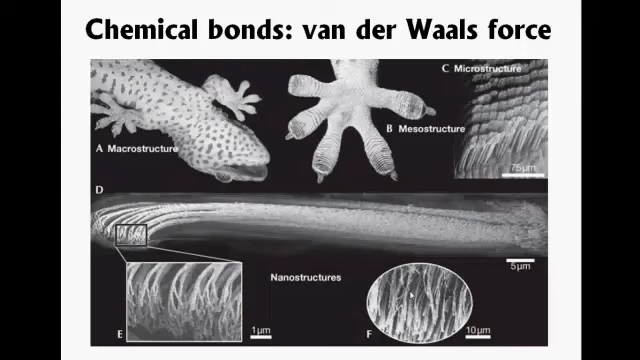 Chemical bonds: van der Waals force
C Microstructure
B Mesostructure
A Macrostructure
75μm
D
5μm
Nanostructures
E
1μm
F
10μm